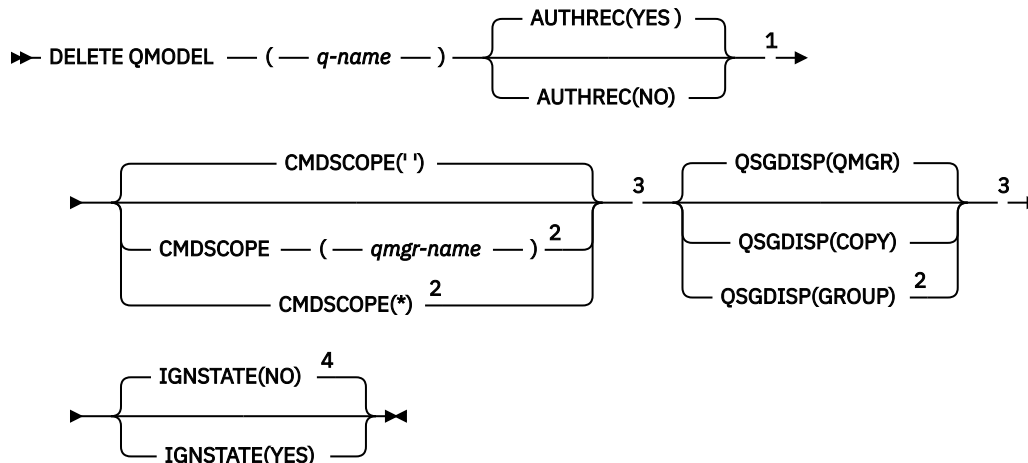 AUTHREC(YES )
1
DELETE QMODEL ( q-name )
AUTHREC(NO)
CMDSCOPE(' ') QSGDISP(QMGR)
3 3
CMDSCOPE ( qmgr-name ) 2 QSGDISP(COPY)
CMDSCOPE(*) 2 QSGDISP(GROUP) 2
IGNSTATE(NO) 4
IGNSTATE(YES)